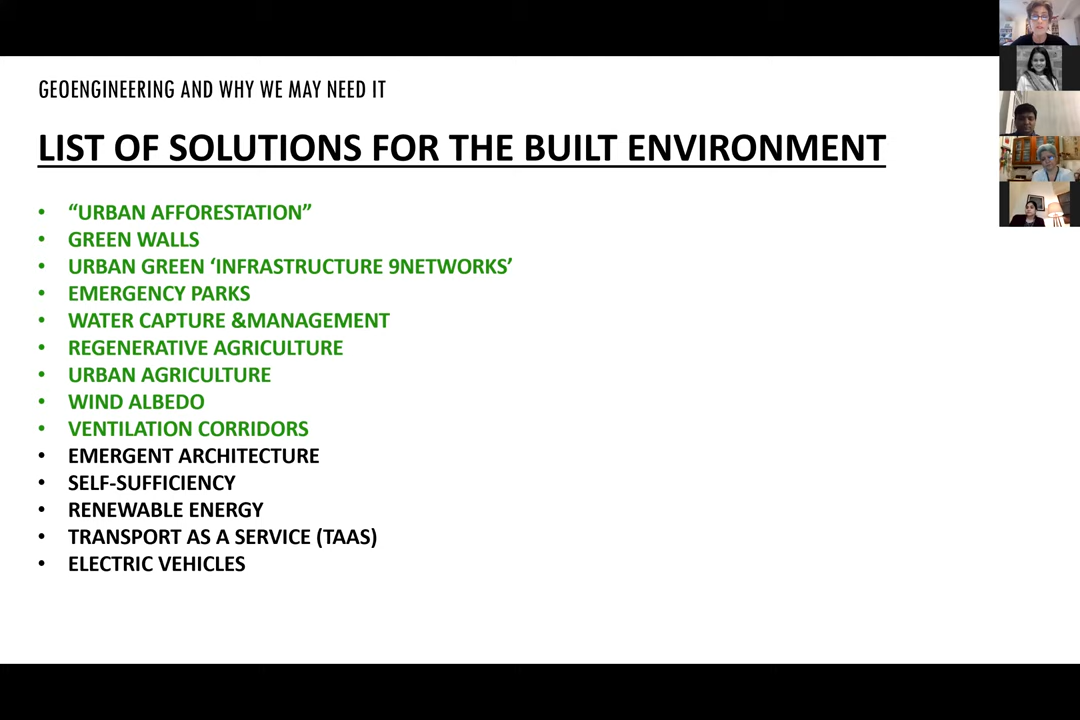 GEOENGINEERING AND WHY WE MAY NEED IT
LIST OF SOLUTIONS FOR THE BUILT ENVIRONMENT
• “URBAN AFFORESTATION”
• GREEN WALLS
• URBAN GREEN ‘INFRASTRUCTURE 9NETWORKS’
• EMERGENCY PARKS
• WATER CAPTURE &MANAGEMENT
• REGENERATIVE AGRICULTURE
• URBAN AGRICULTURE
• WIND ALBEDO
• VENTILATION CORRIDORS
• EMERGENT ARCHITECTURE
• SELF-SUFFICIENCY
• RENEWABLE ENERGY
• TRANSPORT AS A SERVICE (TAAS)
• ELECTRIC VEHICLES